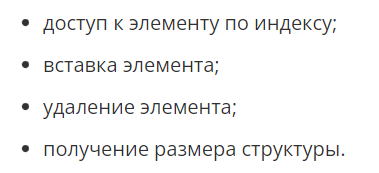 • доступ к элементу по индексу;
• вставка элемента;
• удаление элемента;
• получение размера структуры.